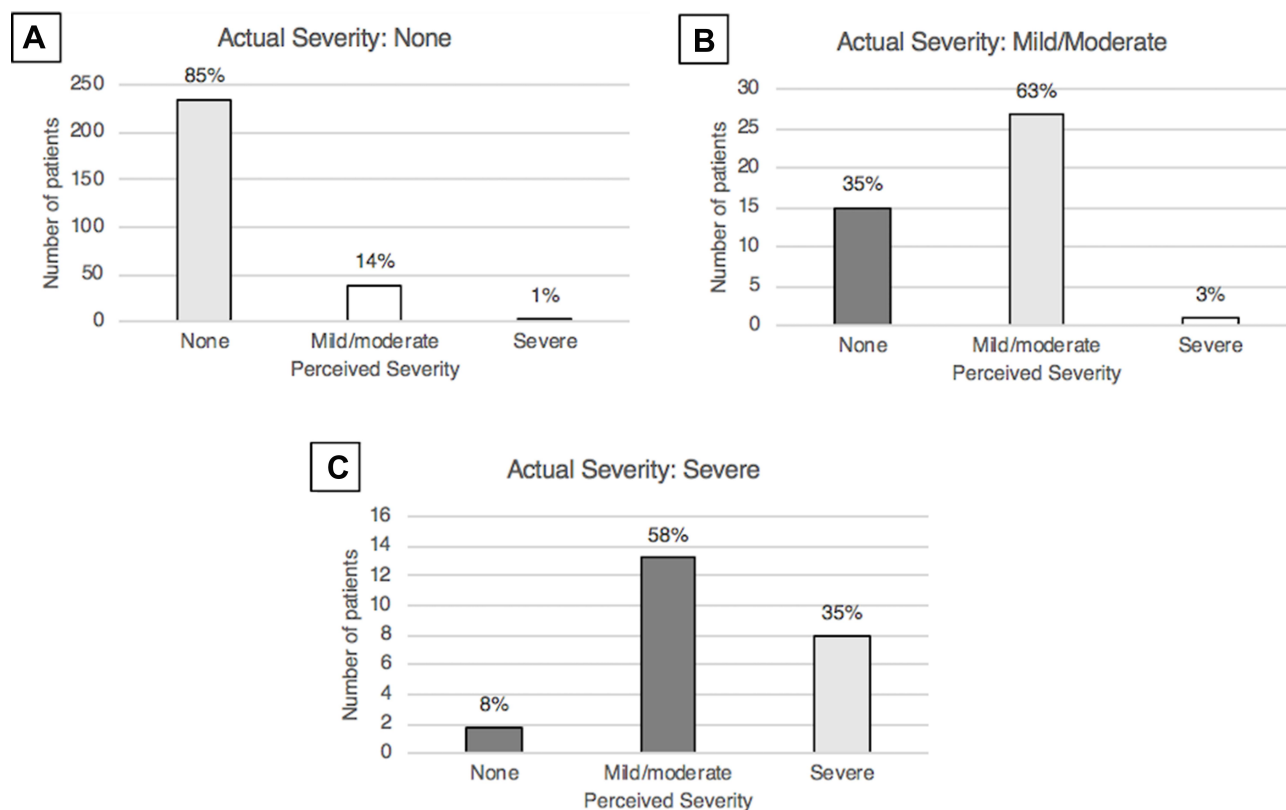 A
Actual Severity: None
Number of patients
250
200
150
100
50
0
85%
14%
1%
None Mild/moderate Severe
Perceived Severity
B
Actual Severity: Mild/Moderate
Number of patients
30
25
20
15
10
5
0
35%
63%
3%
None Mild/moderate Severe
Perceived Severity
C
Actual Severity: Severe
Number of patients
16
14
12
10
8
6
4
2
0
8%
58%
35%
None Mild/moderate Severe
Perceived Severity